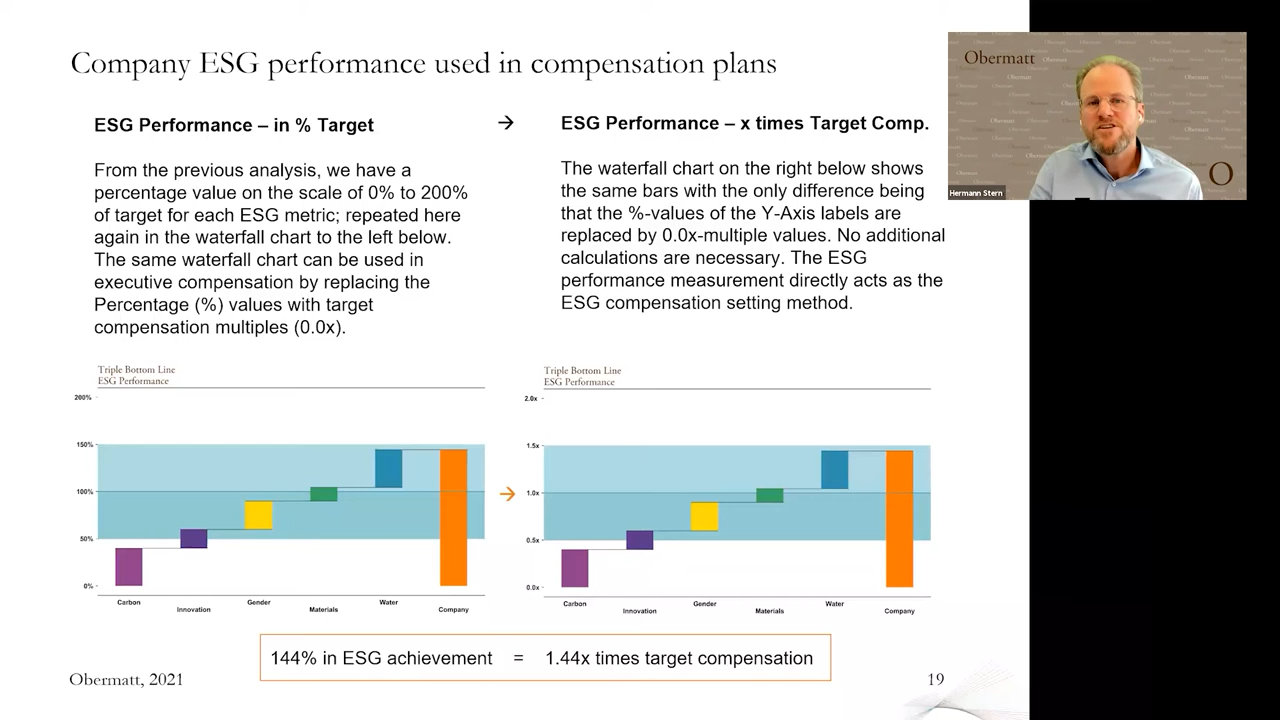 Company ESG performance used in compensation plans
ESG Performance – in % Target
→
ESG Performance – x times Target Comp.
From the previous analysis, we have a
percentage value on the scale of 0% to 200%
of target for each ESG metric; repeated here
again in the waterfall chart to the left below.
The same waterfall chart can be used in
executive compensation by replacing the
Percentage (%) values with target
compensation multiples (0.0x).
The waterfall chart on the right below shows
the same bars with the only difference being
that the %-values of the Y-Axis labels are
replaced by 0.0x-multiple values. No additional
calculations are necessary. The ESG
performance measurement directly acts as the
ESG compensation setting method.
Triple Bottom Line
ESG Performance
200%
150%
100%
50%
0%
Carbon
Innovation
Gender
Materials
Water
Company
→
Triple Bottom Line
ESG Performance
2.0x
1.5x
1.0x
0.5x
0.0x
Carbon
Innovation
Gender
Materials
Water
Company
144% in ESG achievement = 1.44x times target compensation
Obermatt, 2021
19
Obermatt
O
Hermann Stern